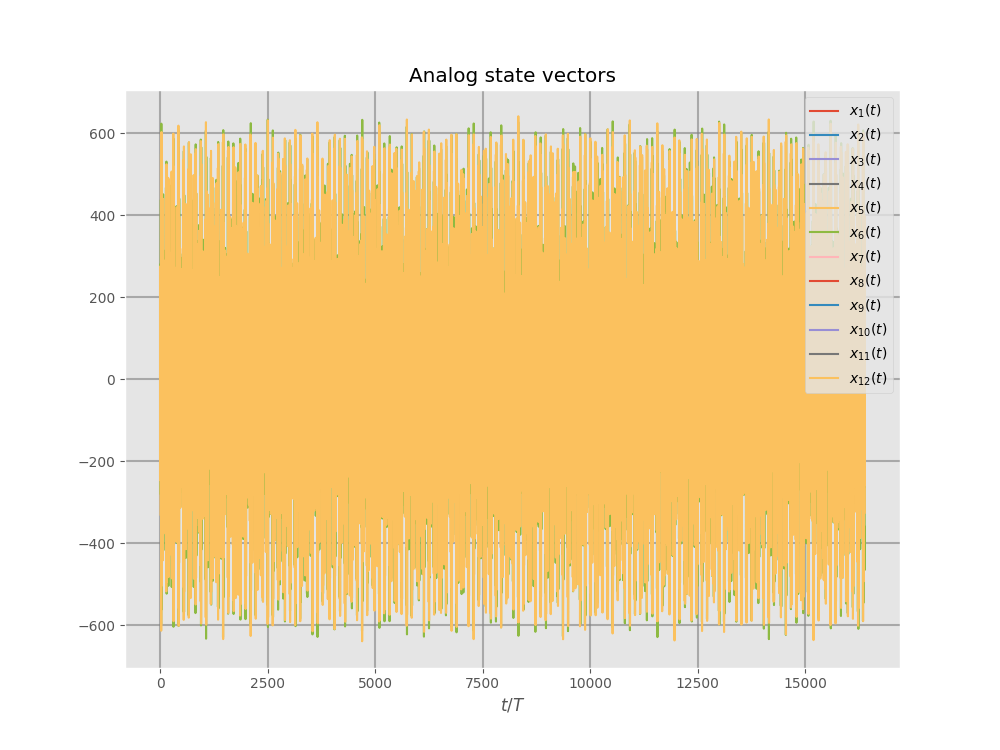 Analog state vectors
600
400
200
0
−200
−400
−600
0 2500 5000 7500 10000 12500 15000
t/T
x₁(t)
x₂(t)
x₃(t)
x₄(t)
x₅(t)
x₆(t)
x₇(t)
x₈(t)
x₉(t)
x₁₀(t)
x₁₁(t)
x₁₂(t)